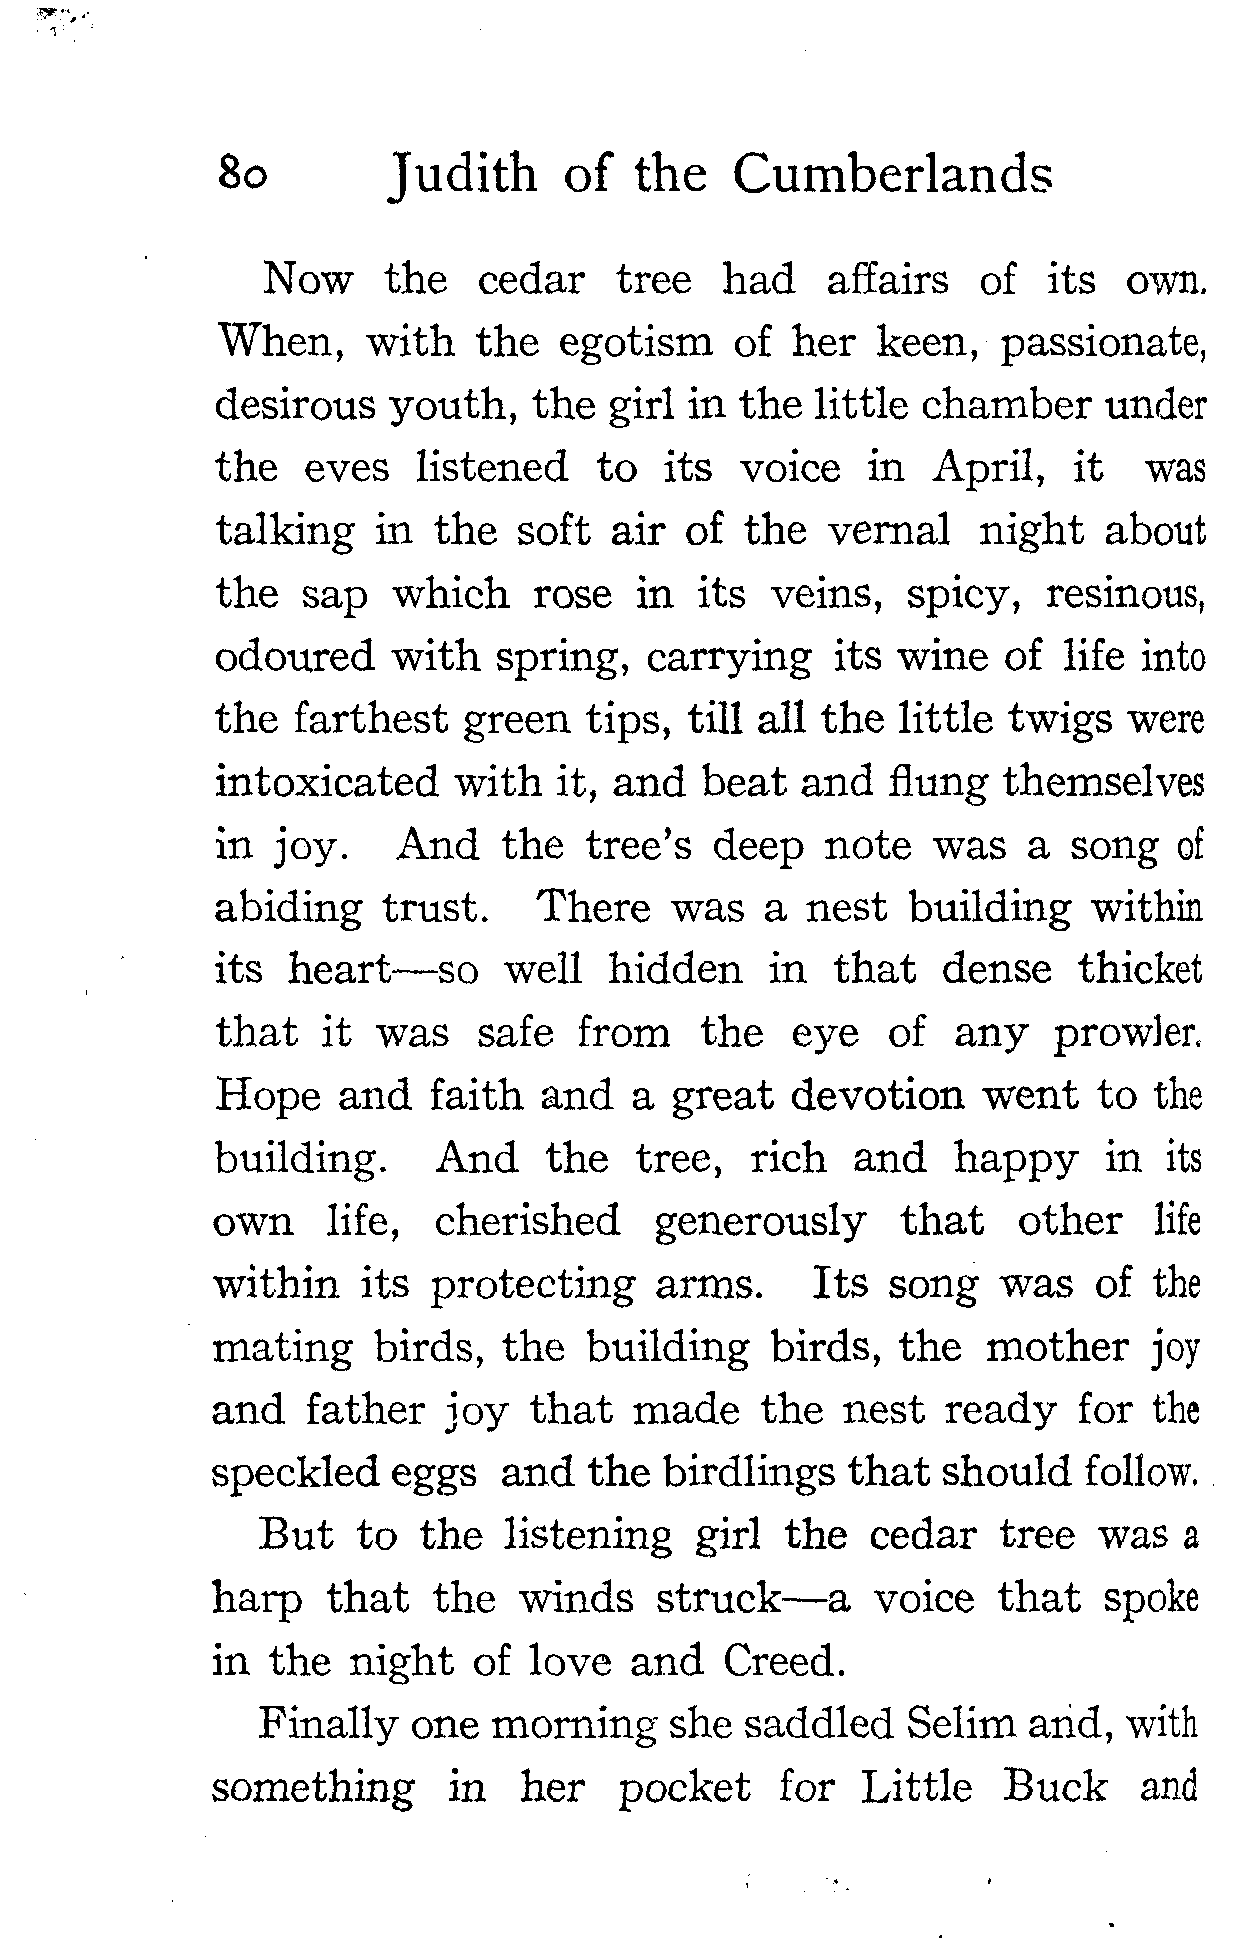 80 Judith of the Cumberlands
Now the cedar tree had affairs of its own.
When, with the egotism of her keen, passionate,
desirous youth, the girl in the little chamber under
the eves listened to its voice in April, it was
talking in the soft air of the vernal night about
the sap which rose in its veins, spicy, resinous,
odoured with spring, carrying its wine of life into
the farthest green tips, till all the little twigs were
intoxicated with it, and beat and flung themselves
in joy. And the tree's deep note was a song of
abiding trust. There was a nest building within
its heart—so well hidden in that dense thicket
that it was safe from the eye of any prowler.
Hope and faith and a great devotion went to the
building. And the tree, rich and happy in its
own life, cherished generously that other life
within its protecting arms. Its song was of the
mating birds, the building birds, the mother joy
and father joy that made the nest ready for the
speckled eggs and the birdlings that should follow.
But to the listening girl the cedar tree was a
harp that the winds struck—a voice that spoke
in the night of love and Creed.
Finally one morning she saddled Selim and, with
something in her pocket for Little Buck and